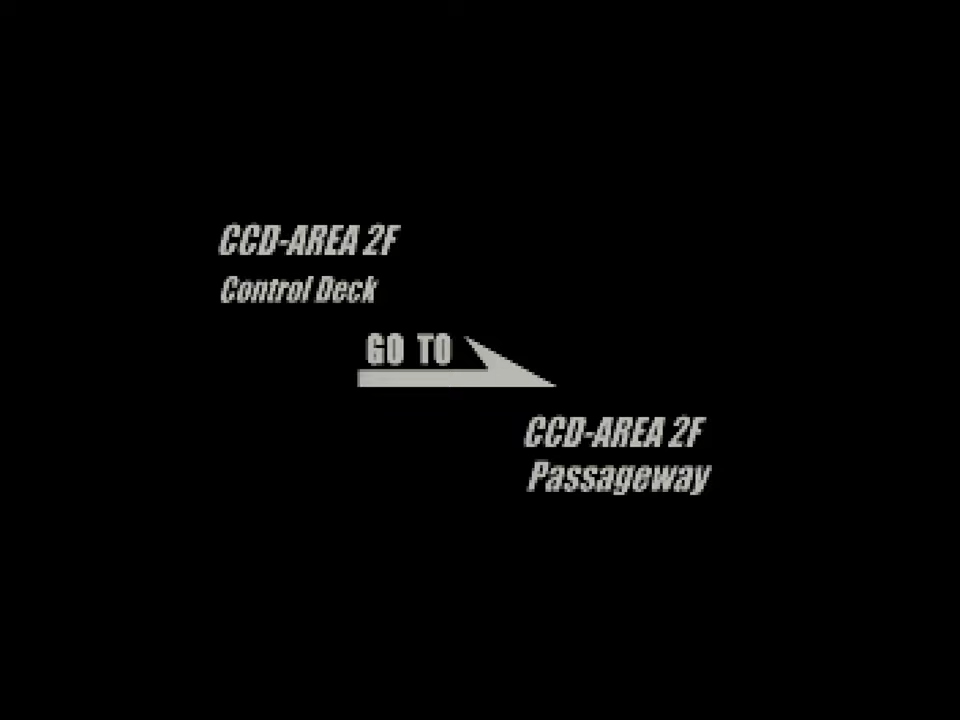 CCD-AREA 2F
Control Deck
GO TO
CCD-AREA 2F
Passageway